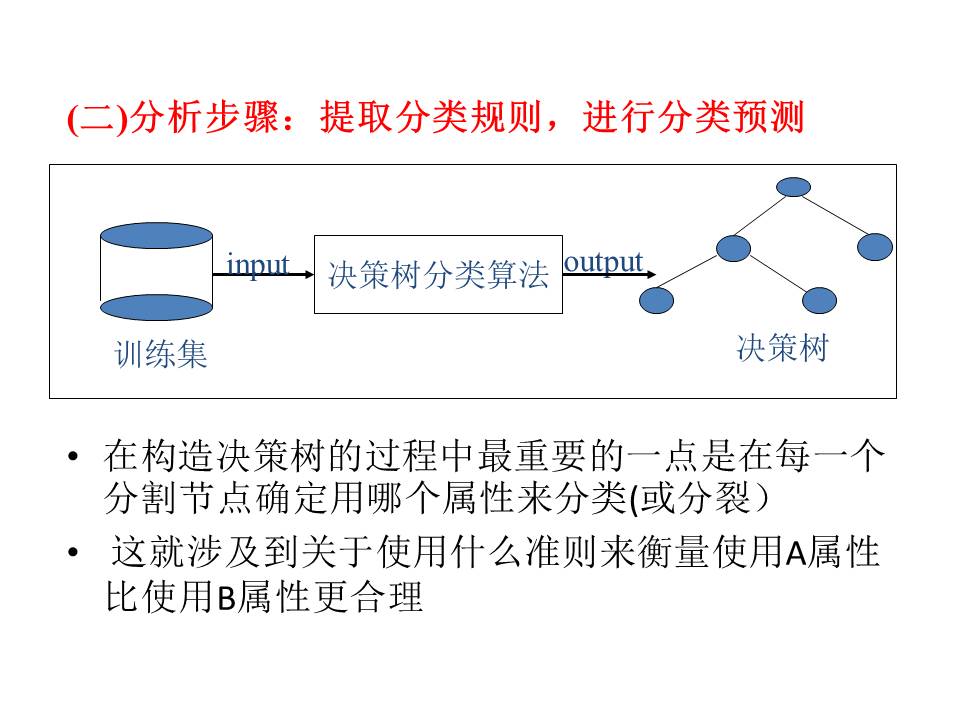 (二)分析步骤：提取分类规则，进行分类预测
input
决策树分类算法
output
训练集
决策树
• 在构造决策树的过程中最重要的一点是在每一个
分割节点确定用哪个属性来分类(或分裂）
• 这就涉及到关于使用什么准则来衡量使用A属性
比使用B属性更合理